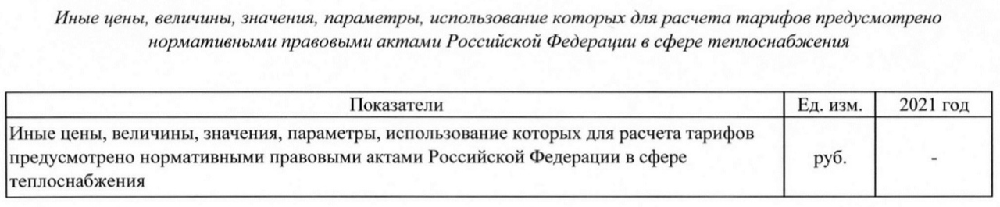 Иные цены, величины, значения, параметры, использование которых для расчета тарифов предусмотрено
нормативными правовыми актами Российской Федерации в сфере теплоснабжения
Показатели Ед. изм. 2021 год
Иные цены, величины, значения, параметры, использование которых для расчета тарифов
предусмотрено нормативными правовыми актами Российской Федерации в сфере руб. -
теплоснабжения